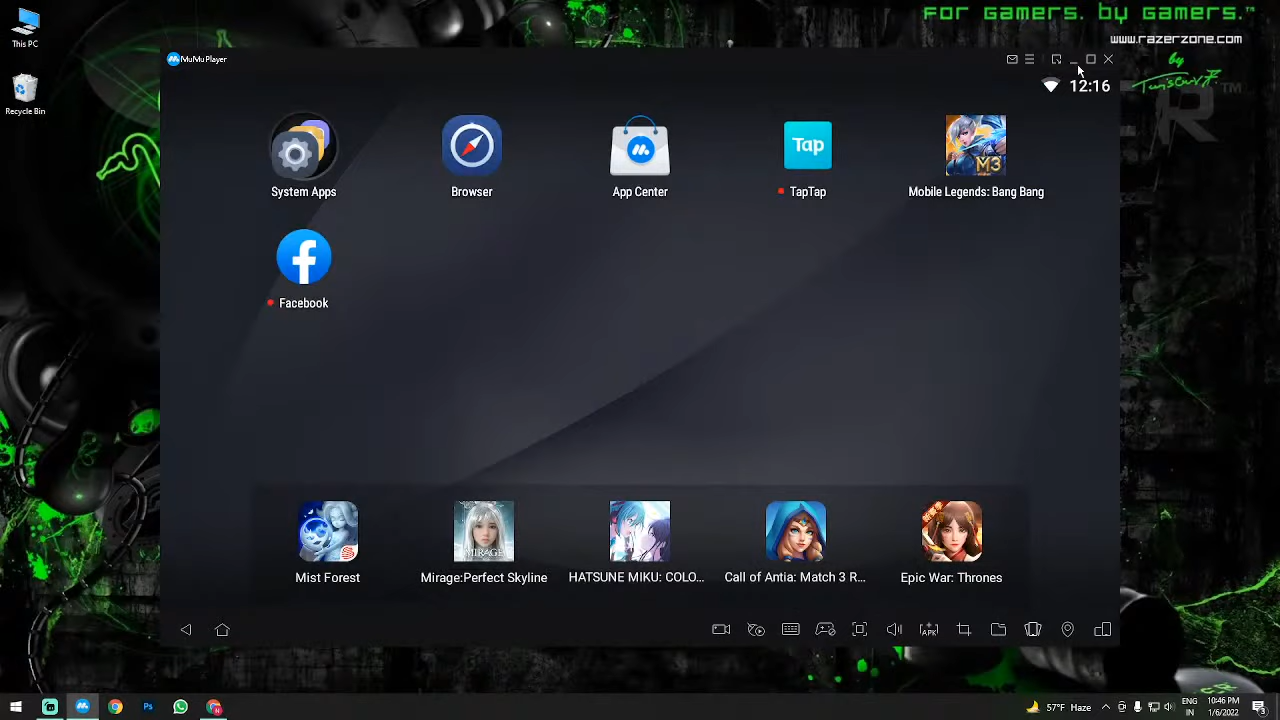 FOR GAMERS. BY GAMERS.™
www.razerzone.com
by
This PC
Recycle Bin
MuMu Player
12:16
M3
Tap
System Apps
Browser
App Center
TapTap
Mobile Legends: Bang Bang
Facebook
MIRAGE
Mist Forest
Mirage:Perfect Skyline
HATSUNE MIKU: COLO...
Call of Antia: Match 3 R...
Epic War: Thrones
APK
Ps
57°F Haze
ENG
IN
10:46 PM
1/6/2022
3